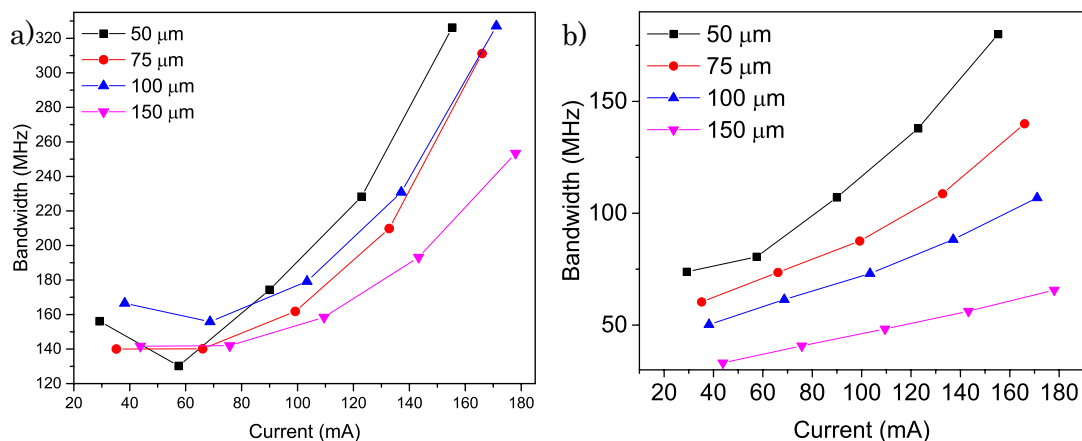 a)
50 μm
75 μm
100 μm
150 μm
Bandwidth (MHz)
320
300
280
260
240
220
200
180
160
140
120
20 40 60 80 100 120 140 160 180
Current (mA)
b)
50 μm
75 μm
100 μm
150 μm
Bandwidth (MHz)
150
100
50
20 40 60 80 100 120 140 160 180
Current (mA)